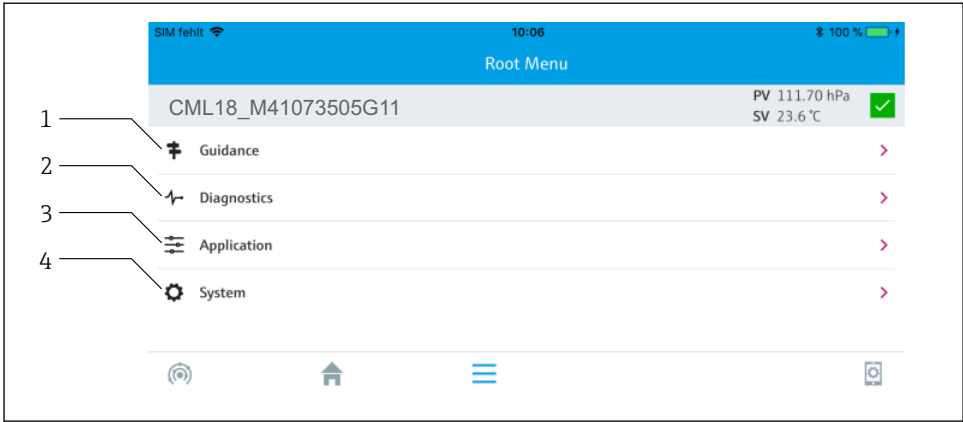 SIM fehlt 10:06 100 %
Root Menu
CML18_M41073505G11
PV 111.70 hPa
SV 23.6 °C
1 Guidance
2 Diagnostics
3 Application
4 System